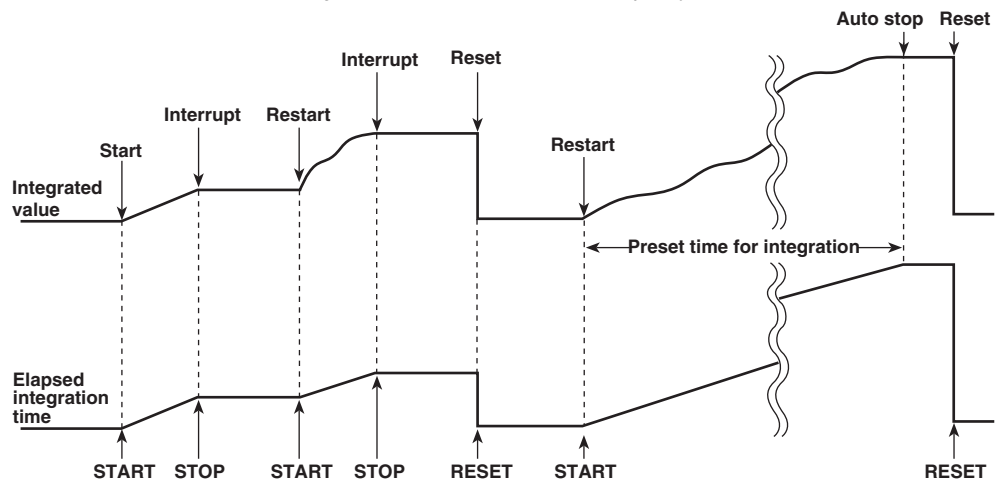 Auto stop Reset
Interrupt Reset
Interrupt Restart
Start
Restart
Integrated
value
Preset time for integration
Elapsed
integration
time
START STOP START STOP RESET START RESET